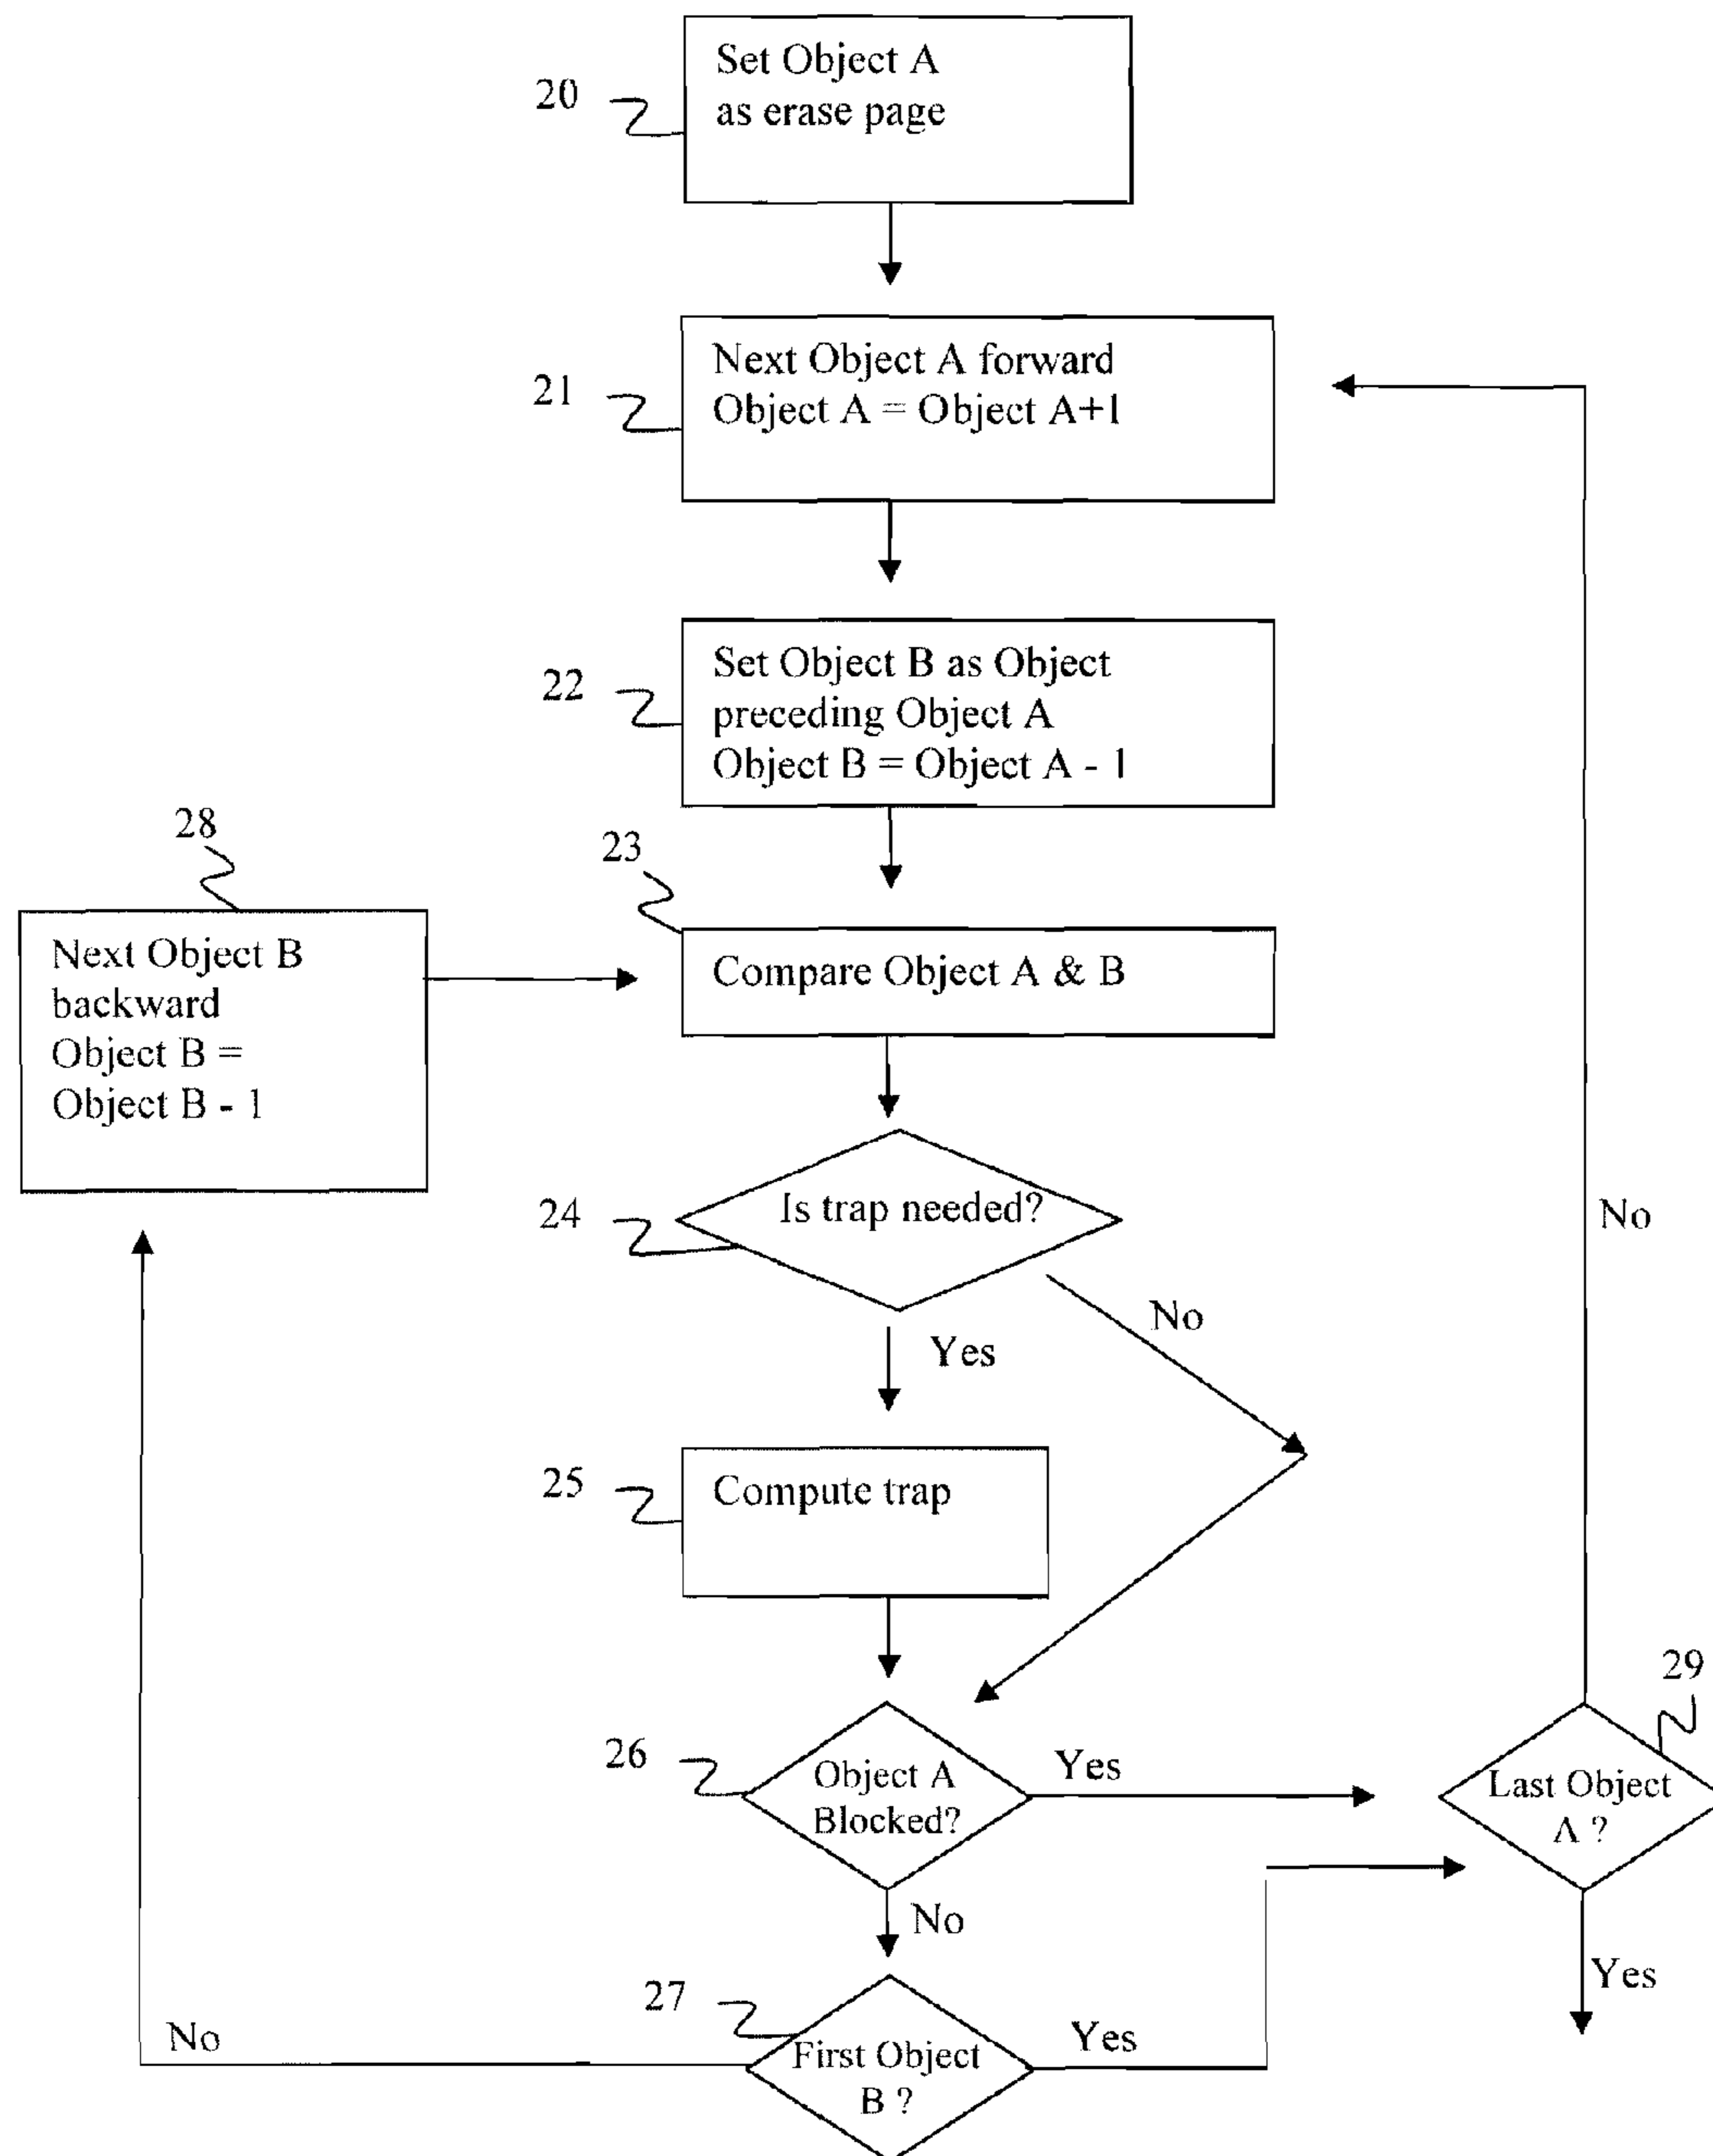 Set Object A
as erase page
20
Next Object A forward
Object A = Object A+1
21
Set Object B as Object
preceding Object A
Object B = Object A - 1
22
28
23
Next Object B
backward
Object B =
Object B - 1
Compare Object A & B
Is trap needed?
24
No
No
Yes
25
Compute trap
29
26
Object A
Blocked?
Yes
Last Object
A ?
No
Yes
27
No
First Object
B ?
Yes